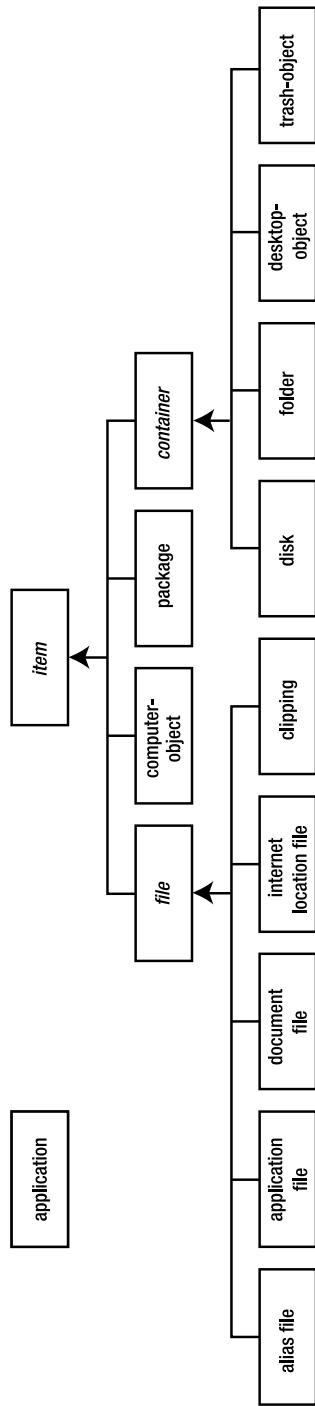 application
item
file
computer-
object
package
container
alias file
application
file
document
file
internet
location file
clipping
disk
folder
desktop-
object
trash-object